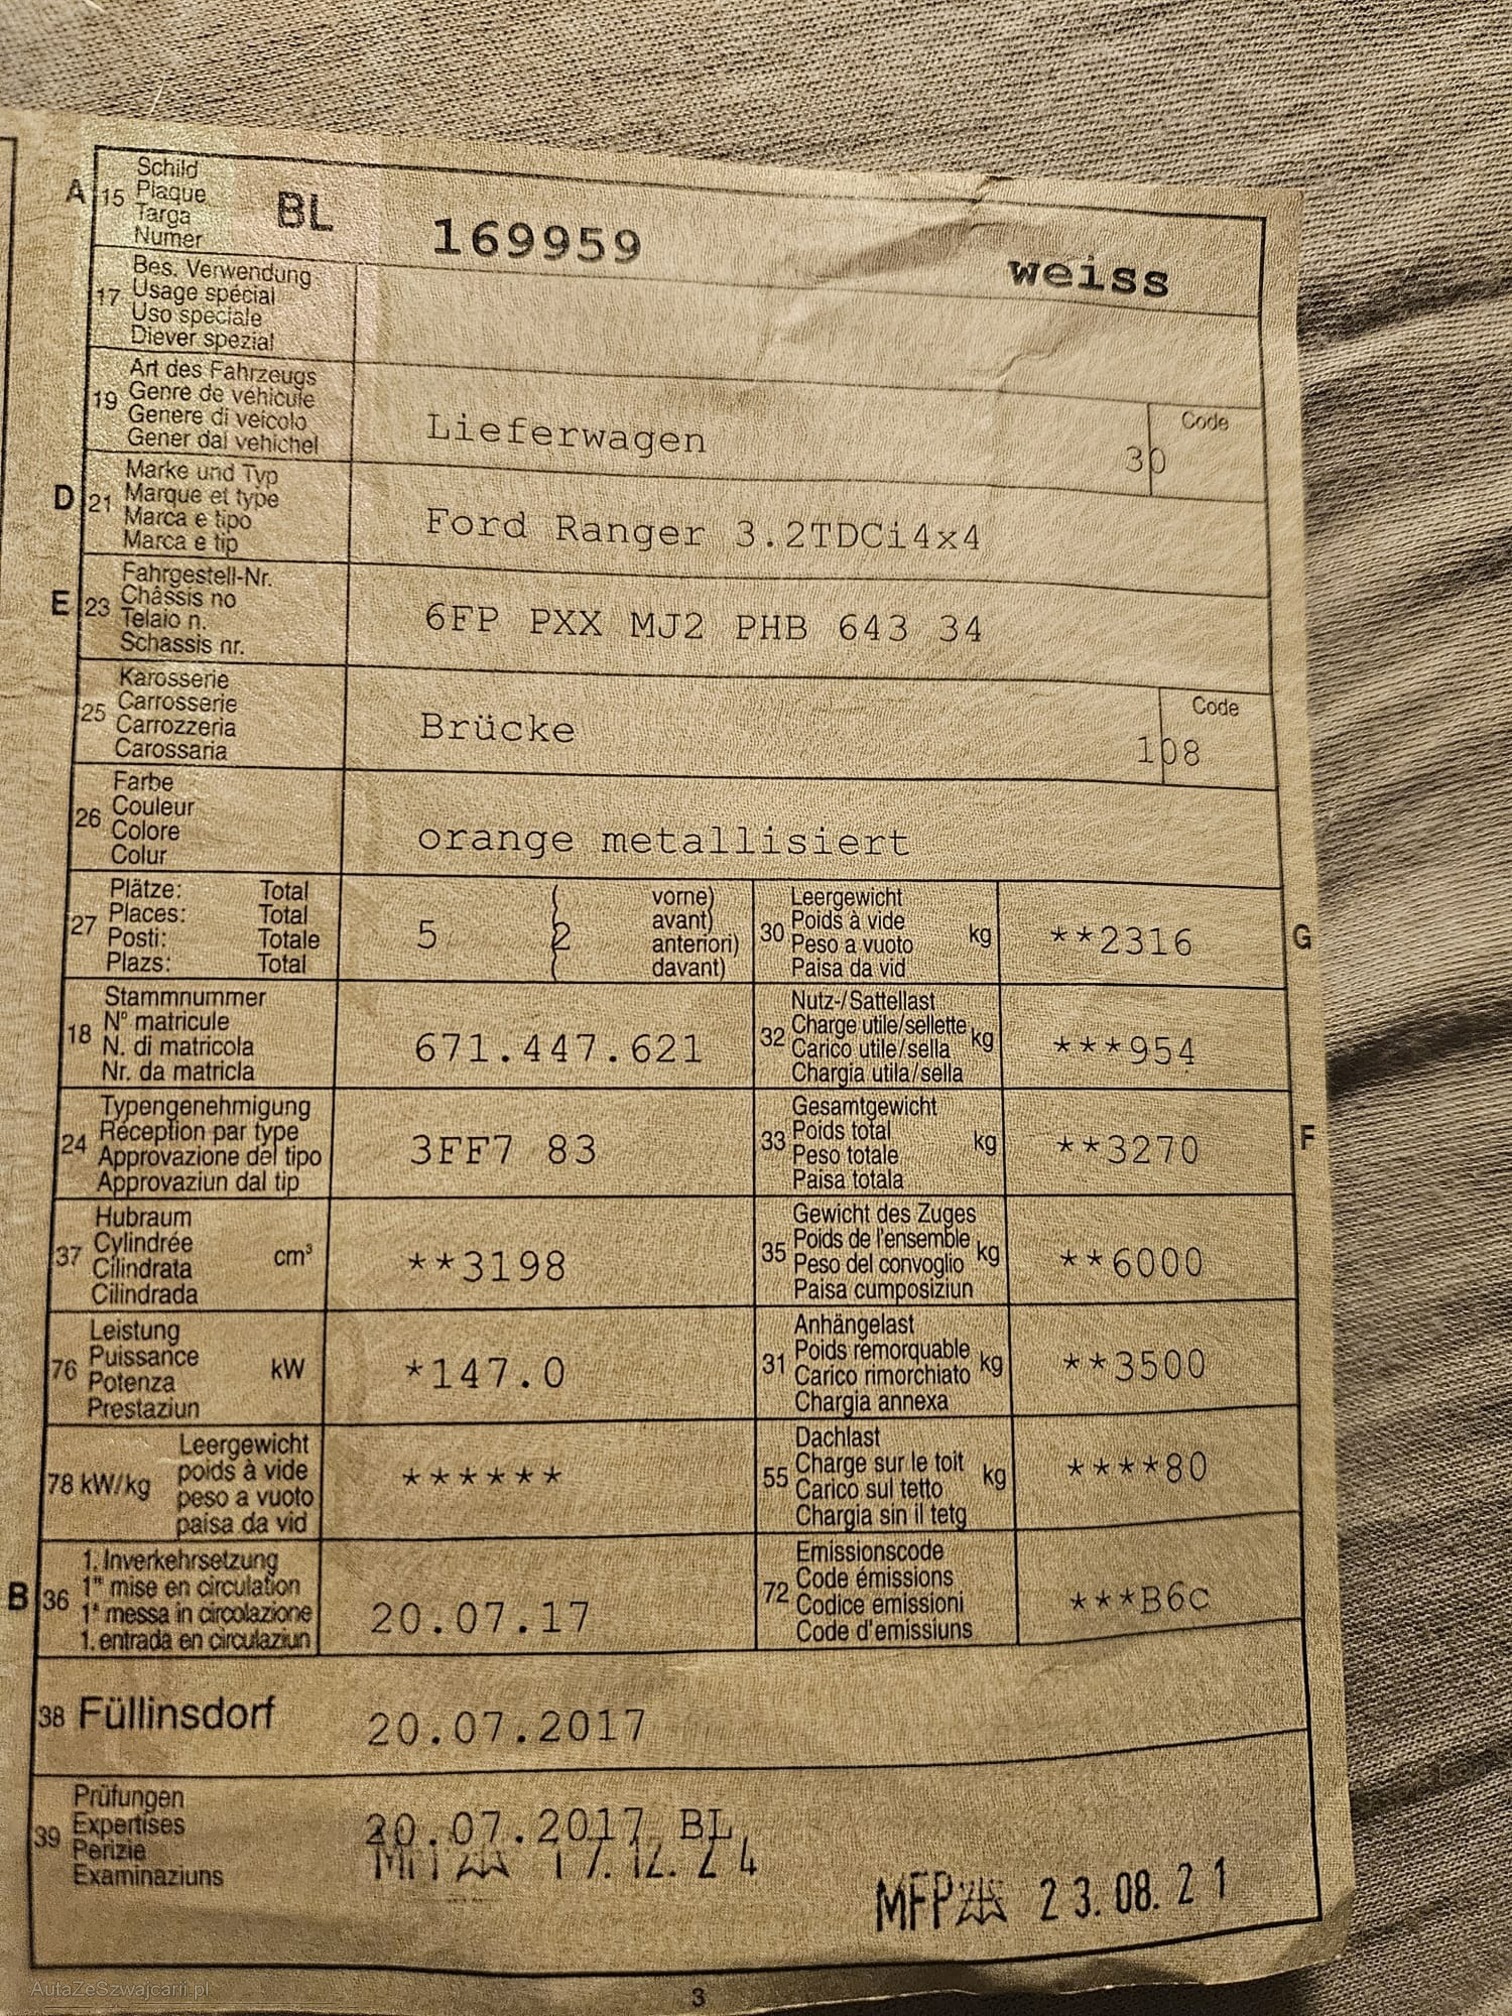 A 15 Schild
Plaque
Targa
Numer
BL 169959 weiss
17 Bes. Verwendung
Usage spécial
Uso speciale
Diever spezial
19 Art des Fahrzeugs
Genre de véhicule
Genere di veicolo
Gener dal vehichel
Lieferwagen
Code
30
D 21 Marke und Typ
Marque et type
Marca e tipo
Marca e tip
Ford Ranger 3.2TDCi4x4
E 23 Fahrgestell-Nr.
Châssis no
Telaio n.
Schassis nr.
6FP PXX MJ2 PHB 643 34
25 Karosserie
Carrosserie
Carrozzeria
Carossaria
Brücke
Code
108
26 Farbe
Couleur
Colore
Colur
orange metallisiert
27 Plätze: Total
Places: Total
Posti: Totale
Plazs: Total
5 ( 2 vorne)
avant)
anteriori)
davant)
30 Leergewicht
Poids à vide
Peso a vuoto
Paisa da vid
kg
**2316
G
18 Stammnummer
N° matricule
N. di matricola
Nr. da matricla
671.447.621
32 Nutz-/Sattellast
Charge utile/sellette
Carico utile/sella
Chargia utila/sella
kg
***954
24 Typengenehmigung
Réception par type
Approvazione del tipo
Approvaziun dal tip
3FF7 83
33 Gesamtgewicht
Poids total
Peso totale
Paisa totala
kg
**3270
F
37 Hubraum
Cylindrée
Cilindrata
Cilindrada
cm³
**3198
35 Gewicht des Zuges
Poids de l'ensemble
Peso del convoglio
Paisa cumposiziun
kg
**6000
76 Leistung
Puissance
Potenza
Prestaziun
kW
*147.0
31 Anhängelast
Poids remorquable
Carico rimorchiato
Chargia annexa
kg
**3500
78 kW/kg
Leergewicht
poids à vide
peso a vuoto
paisa da vid
******
55 Dachlast
Charge sur le toit
Carico sul tetto
Chargia sin il tetg
kg
****80
B 36 1. Inverkehrsetzung
1re mise en circulation
1a messa in circolazione
1. entrada en circulaziun
20.07.17
72 Emissionscode
Code émissions
Codice emissioni
Code d'emissiuns
***B6c
38 Füllinsdorf 20.07.2017
39 Prüfungen
Expertises
Perizie
Examinaziuns
20.07.2017 BL
17.12.24
MFP 23.08.21
3
AutaZeSzwajcarii.pl